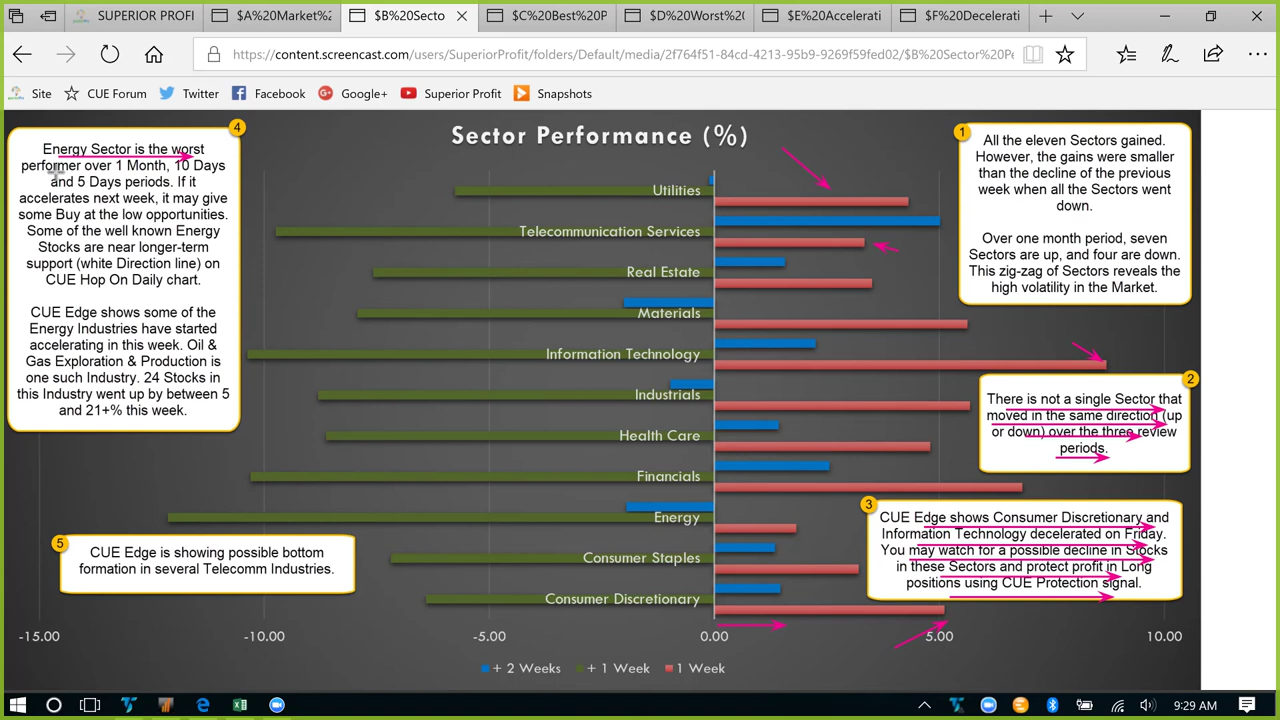 SUPERIOR PROFI
$A%20Market%2
$B%20Secto
C%20Best%20P
$D%20Worst%20
$E%20Accelerati
$F%20Decelerati
https://content.screencast.com/users/SuperiorProfit/folders/Default/media/2f764f51-84cd-4213-95b9-9269f59fed02/$B%20Sector%20Pe
Site
CUE Forum
Twitter
Facebook
Google+
Superior Profit
Snapshots
Sector Performance (%)
4
Energy Sector is the worst
performer over 1 Month, 10 Days
and 5 Days periods. If it
accelerates next week, it may give
some Buy at the low opportunities.
Some of the well known Energy
Stocks are near longer-term
support (white Direction line) on
CUE Hop On Daily chart.
CUE Edge shows some of the
Energy Industries have started
accelerating in this week. Oil &
Gas Exploration & Production is
one such Industry. 24 Stocks in
this Industry went up by between 5
and 21+% this week.
Utilities
Telecommunication Services
Real Estate
Materials
Information Technology
Industrials
Health Care
Financials
Energy
Consumer Staples
Consumer Discretionary
1
All the eleven Sectors gained.
However, the gains were smaller
than the decline of the previous
week when all the Sectors went
down.
Over one month period, seven
Sectors are up, and four are down.
This zig-zag of Sectors reveals the
high volatility in the Market.
2
There is not a single Sector that
moved in the same direction (up
or down) over the three review
periods.
3
CUE Edge shows Consumer Discretionary and
Information Technology decelerated on Friday.
You may watch for a possible decline in Stocks
in these Sectors and protect profit in Long
positions using CUE Protection signal.
5
CUE Edge is showing possible bottom
formation in several Telecomm Industries.
-15.00
-10.00
-5.00
0.00
5.00
10.00
+ 2 Weeks
+ 1 Week
1 Week
9:29 AM